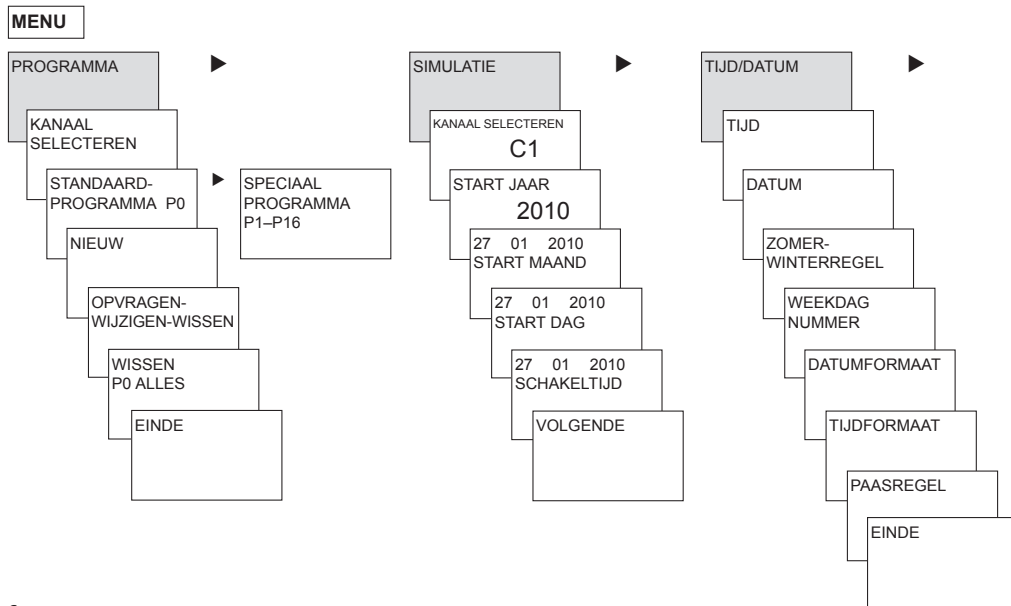 MENU
PROGRAMMA
KANAAL
SELECTEREN
STANDAARD-
PROGRAMMA P0
SPECIAAL
PROGRAMMA
P1–P16
NIEUW
OPVRAGEN-
WIJZIGEN-WISSEN
WISSEN
P0 ALLES
EINDE
SIMULATIE
KANAAL SELECTEREN
C1
START JAAR
2010
27 01 2010
START MAAND
27 01 2010
START DAG
27 01 2010
SCHAKELTIJD
VOLGENDE
TIJD/DATUM
TIJD
DATUM
ZOMER-
WINTERREGEL
WEEKDAG
NUMMER
DATUMFORMAAT
TIJDFORMAAT
PAASREGEL
EINDE